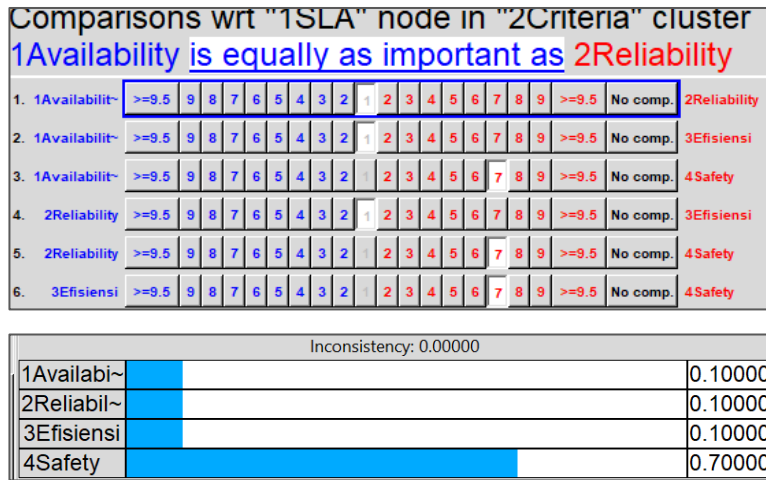 Comparisons wrt "1SLA" node in "2Criteria" cluster
1Availability is equally as important as 2Reliability
1. 1Availabilit~ >=9.5 9 8 7 6 5 4 3 2 1 2 3 4 5 6 7 8 9 >=9.5 No comp. 2Reliability
2. 1Availabilit~ >=9.5 9 8 7 6 5 4 3 2 1 2 3 4 5 6 7 8 9 >=9.5 No comp. 3Efisiensi
3. 1Availabilit~ >=9.5 9 8 7 6 5 4 3 2 1 2 3 4 5 6 7 8 9 >=9.5 No comp. 4Safety
4. 2Reliability >=9.5 9 8 7 6 5 4 3 2 1 2 3 4 5 6 7 8 9 >=9.5 No comp. 3Efisiensi
5. 2Reliability >=9.5 9 8 7 6 5 4 3 2 1 2 3 4 5 6 7 8 9 >=9.5 No comp. 4Safety
6. 3Efisiensi >=9.5 9 8 7 6 5 4 3 2 1 2 3 4 5 6 7 8 9 >=9.5 No comp. 4Safety
Inconsistency: 0.00000
1Availabi~ 0.10000
2Reliabil~ 0.10000
3Efisiensi 0.10000
4Safety 0.70000